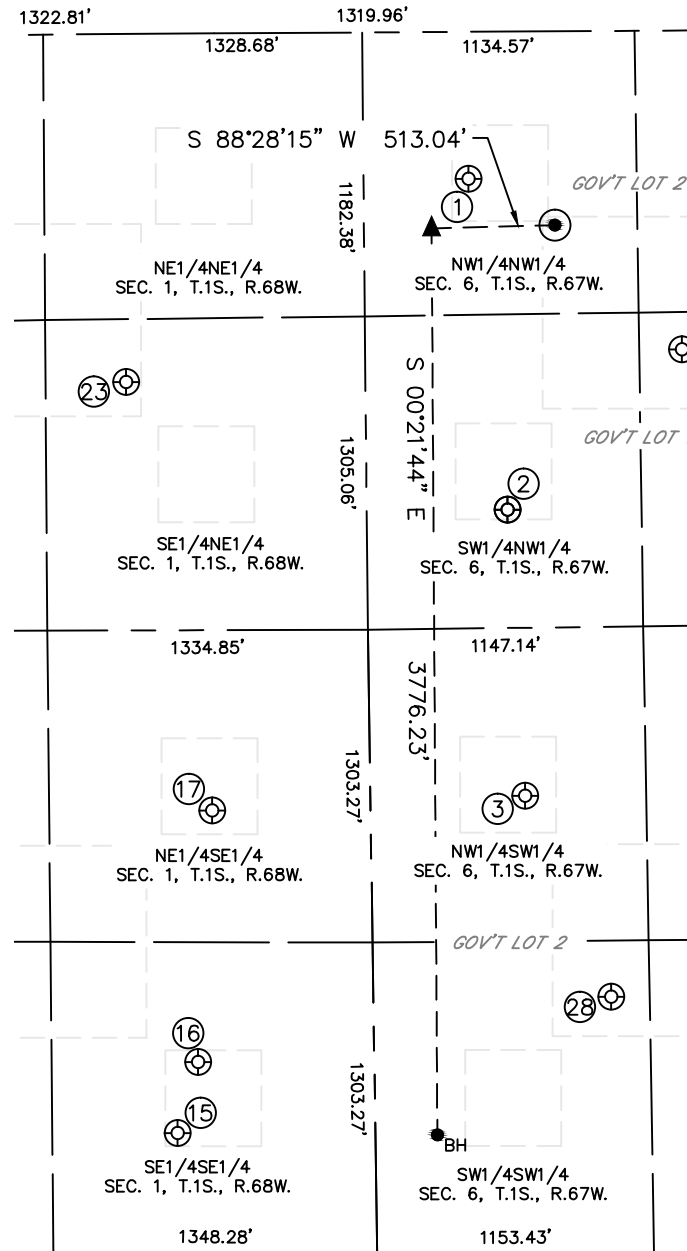 1322.81'
1319.96'
1328.68'
1134.57'
S 88°28'15" W 513.04'
GOV'T LOT 2
1
1182.38'
NE1/4NE1/4
SEC. 1, T.1S., R.68W.
NW1/4NW1/4
SEC. 6, T.1S., R.67W.
S 00°21'44" E
23
GOV'T LOT
1305.06'
2
SE1/4NE1/4
SEC. 1, T.1S., R.68W.
SW1/4NW1/4
SEC. 6, T.1S., R.67W.
1334.85'
1147.14'
3776.23'
1303.27'
17
3
NE1/4SE1/4
SEC. 1, T.1S., R.68W.
NW1/4SW1/4
SEC. 6, T.1S., R.67W.
GOV'T LOT 2
28
16
1303.27'
15
BH
SE1/4SE1/4
SEC. 1, T.1S., R.68W.
SW1/4SW1/4
SEC. 6, T.1S., R.67W.
1348.28'
1153.43'